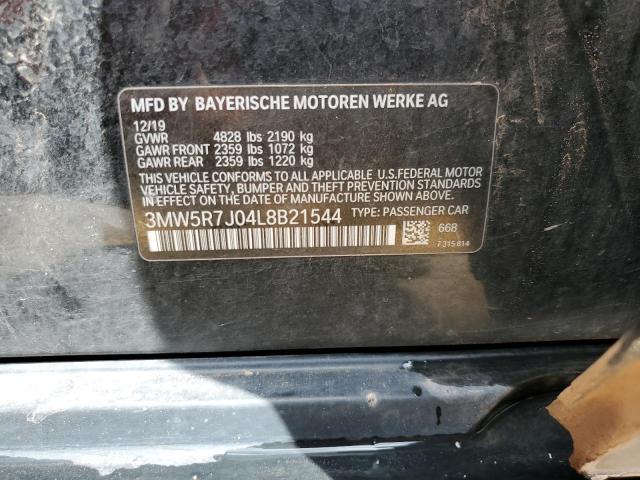 MFD BY BAYERISCHE MOTOREN WERKE AG
12/19
GVWR 4828 lbs 2190 kg
GAWR FRONT 2359 lbs 1072 kg
GAWR REAR 2359 lbs 1220 kg
THIS VEHICLE CONFORMS TO ALL APPLICABLE U.S.FEDERAL MOTOR
VEHICLE SAFETY, BUMPER AND THEFT PREVENTION STANDARDS
IN EFFECT ON THE DATE OF MANUFACTURE SHOWN ABOVE.
3MW5R7J04L8B21544 TYPE: PASSENGER CAR
668
7315814